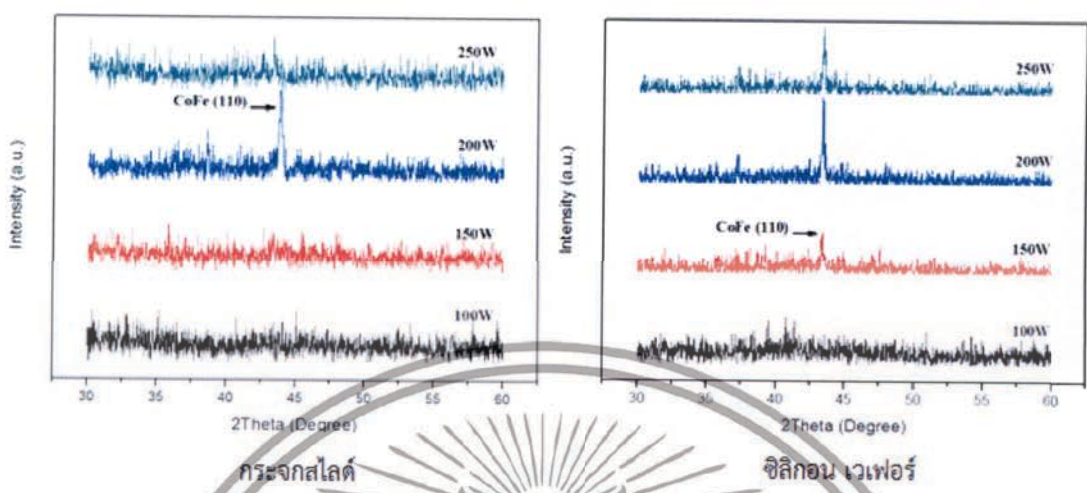 250W
CoFe (110)
200W
150W
100W
Intensity (a.u.)
30 35 40 45 50 55 60
2Theta (Degree)
กระจกสไลด์
250W
200W
CoFe (110)
150W
100W
Intensity (a.u.)
30 35 40 45 50 55 60
2Theta (Degree)
ซิลิกอน เวเฟอร์